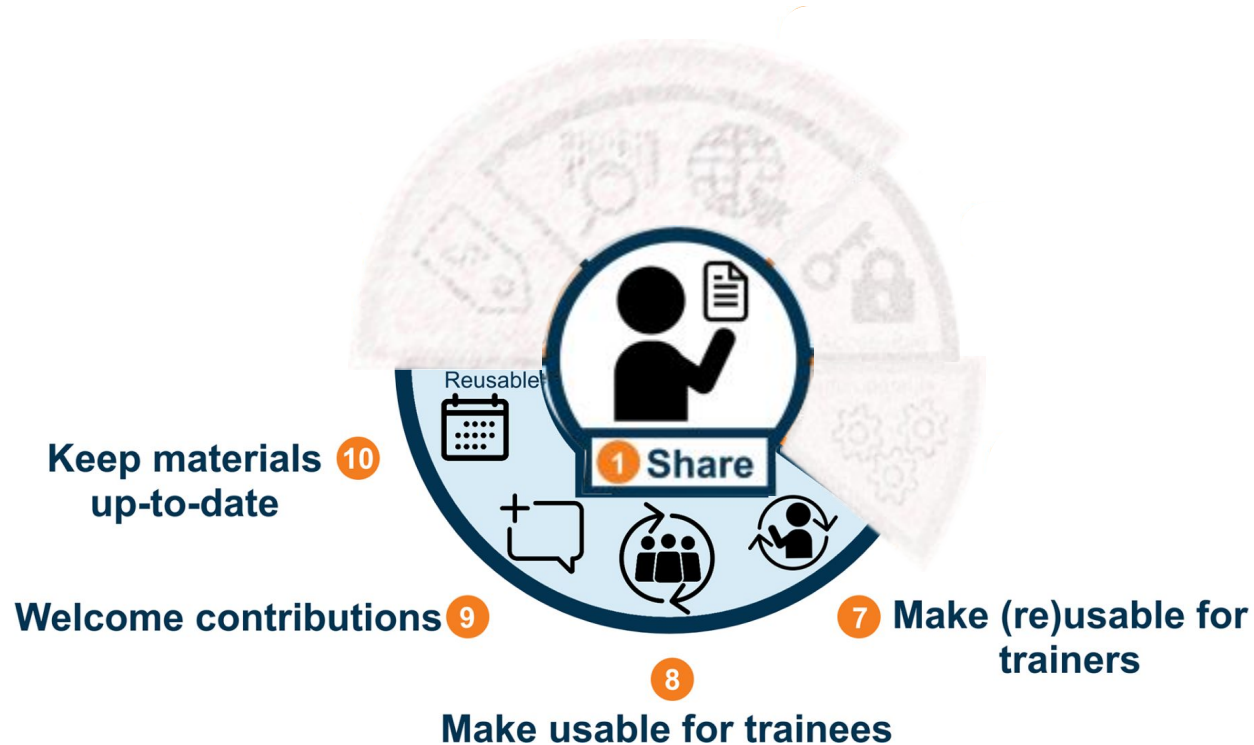 Reusable
1 Share
Keep materials 10
up-to-date
Welcome contributions 9
7 Make (re)usable for
trainers
8
Make usable for trainees